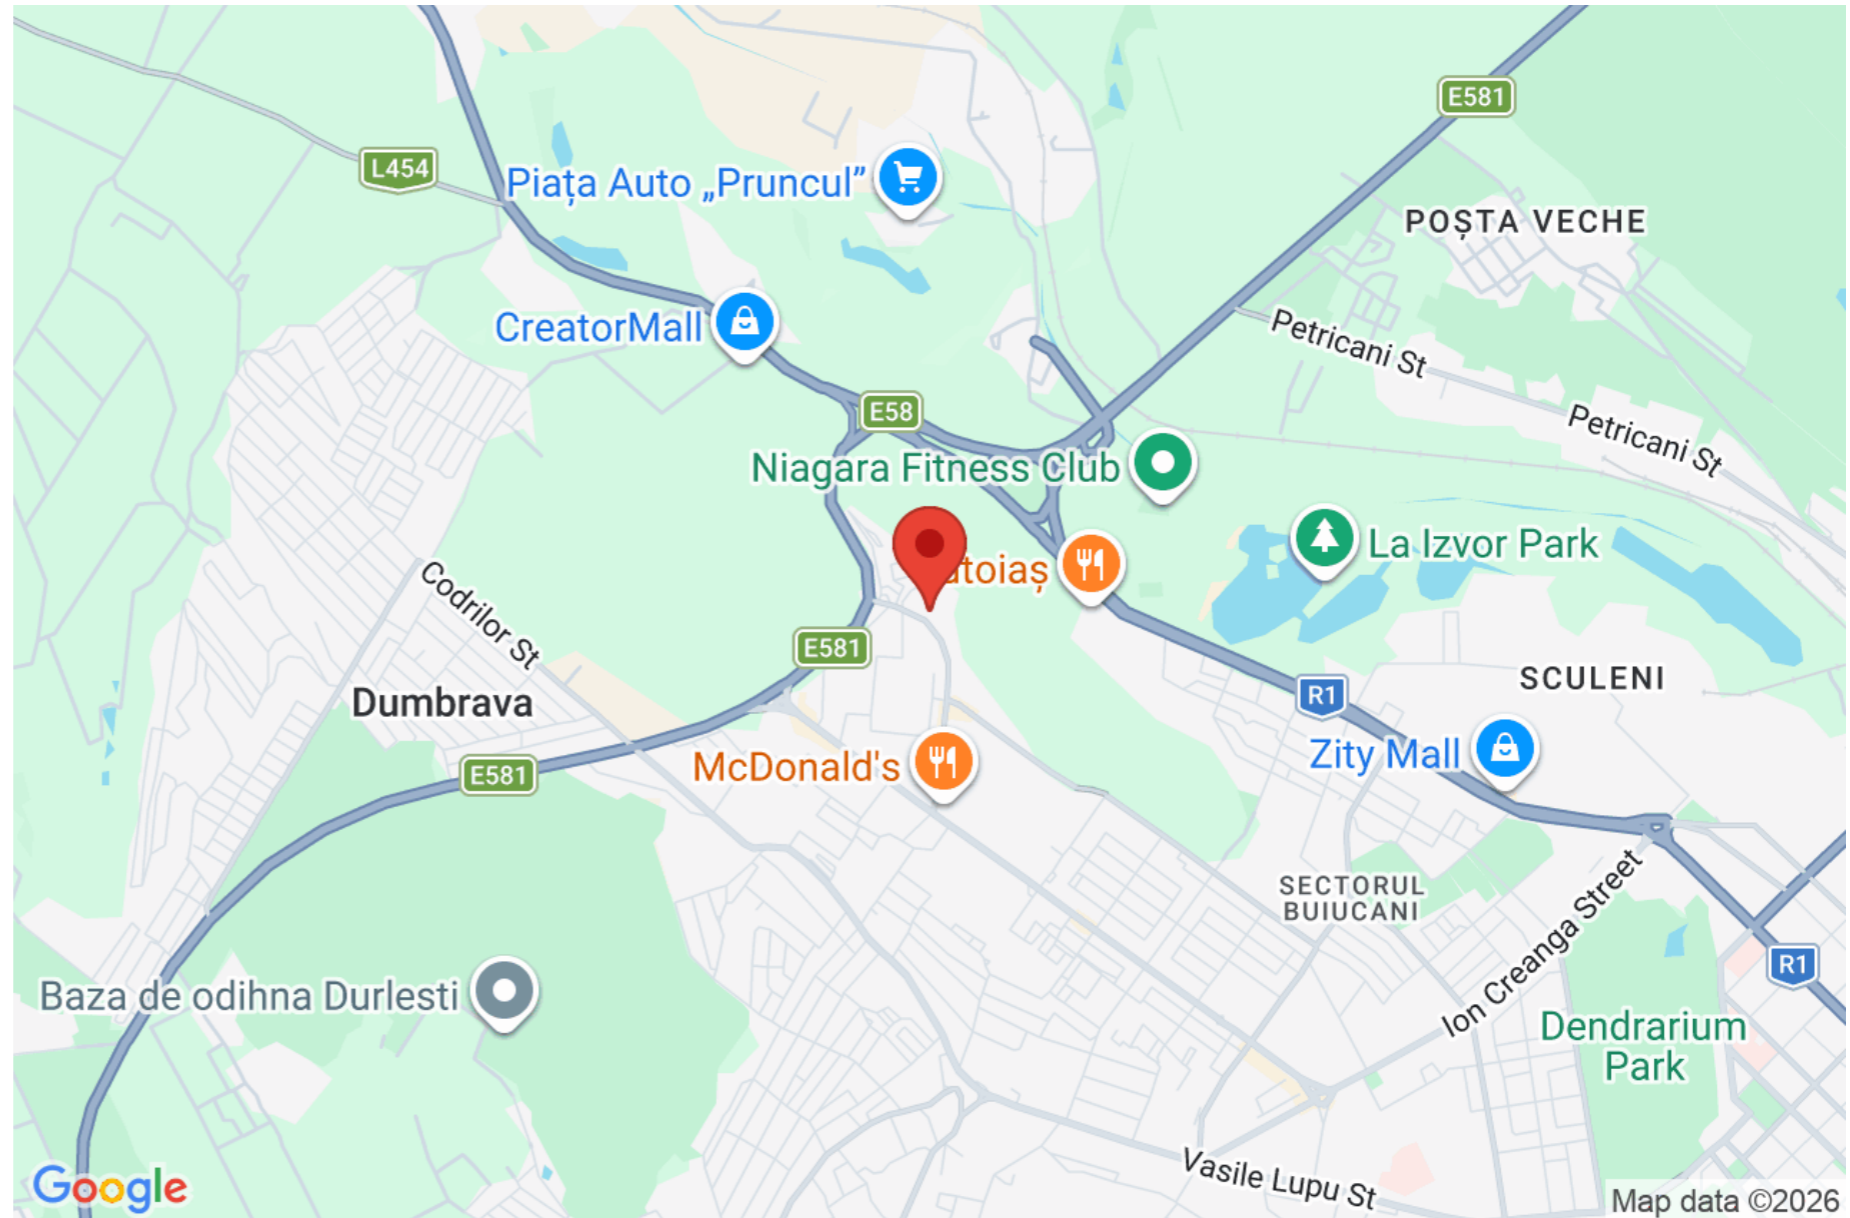 E581
L454
Piața Auto „Pruncul”
POȘTA VECHE
CreatorMall
Petricani St
E58
Petricani St
Niagara Fitness Club
La Izvor Park
Codrilor St
E581
SCULENI
Dumbrava
R1
Zity Mall
McDonald's
E581
SECTORUL
BUIUCANI
Ion Creanga Street
R1
Baza de odihna Durlesti
Dendrarium
Park
Vasile Lupu St
Google
Map data ©2026